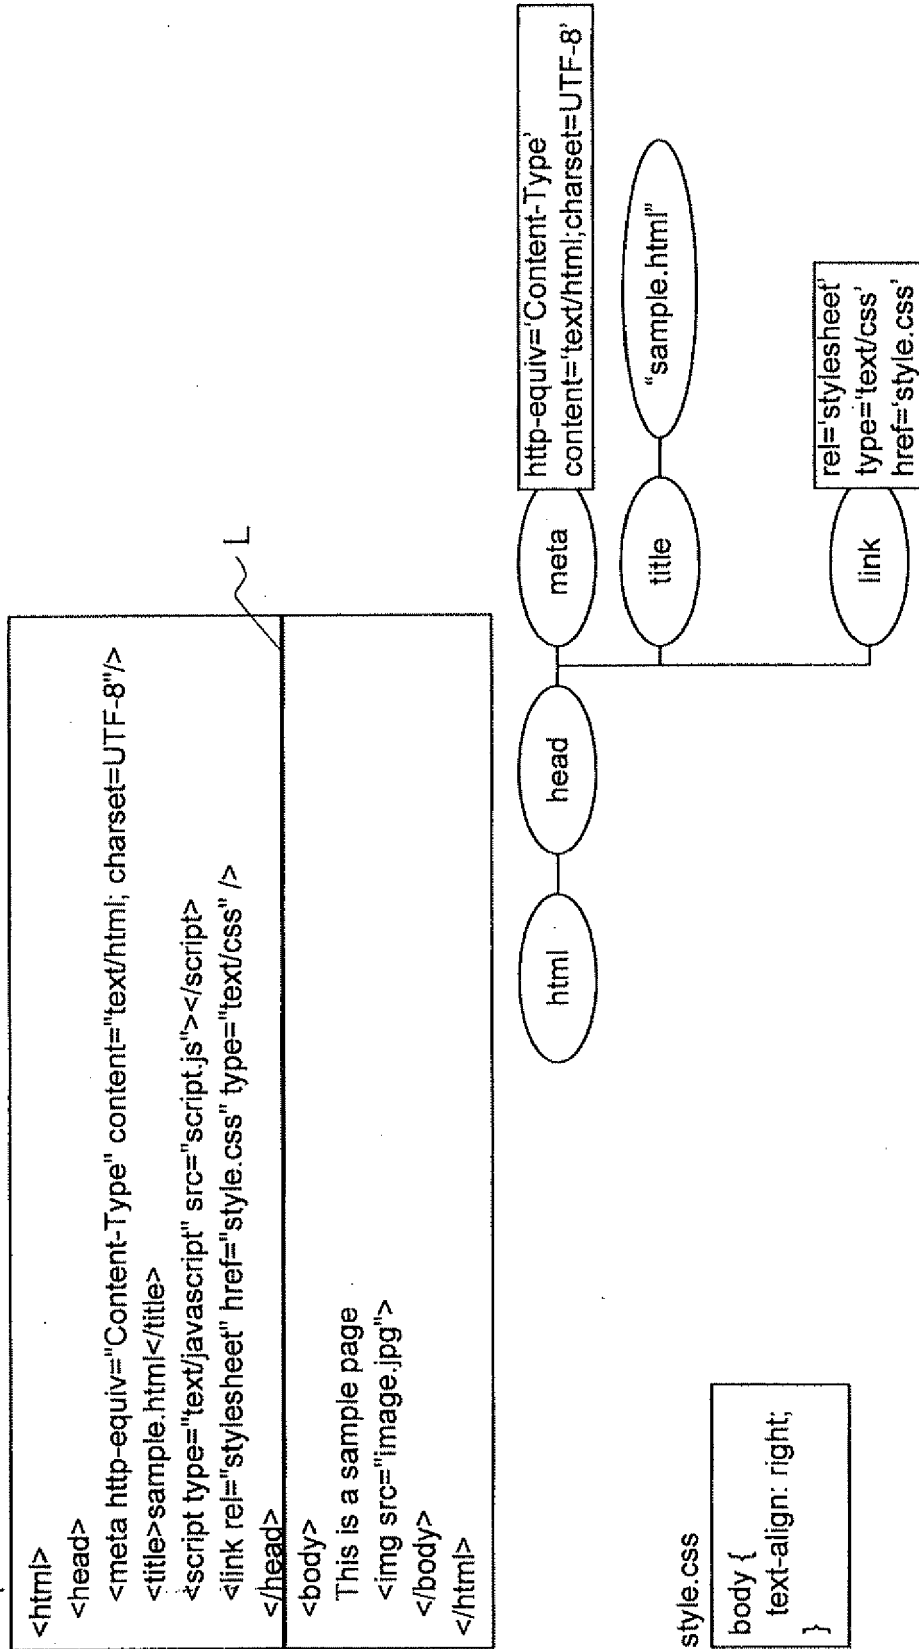 <html>
<head>
<meta http-equiv="Content-Type" content="text/html; charset=UTF-8"/>
<title>sample.html</title>
<script type="text/javascript" src="script.js"></script>
<link rel="stylesheet" href="style.css" type="text/css" />
</head>
<body>
This is a sample page
<img src="image.jpg">
</body>
</html>
L
style.css
body {
text-align: right;
}
html
head
meta
http-equiv='Content-Type'
content='text/html;charset=UTF-8'
title
"sample.html"
link
rel='stylesheet'
type='text/css'
href='style.css'